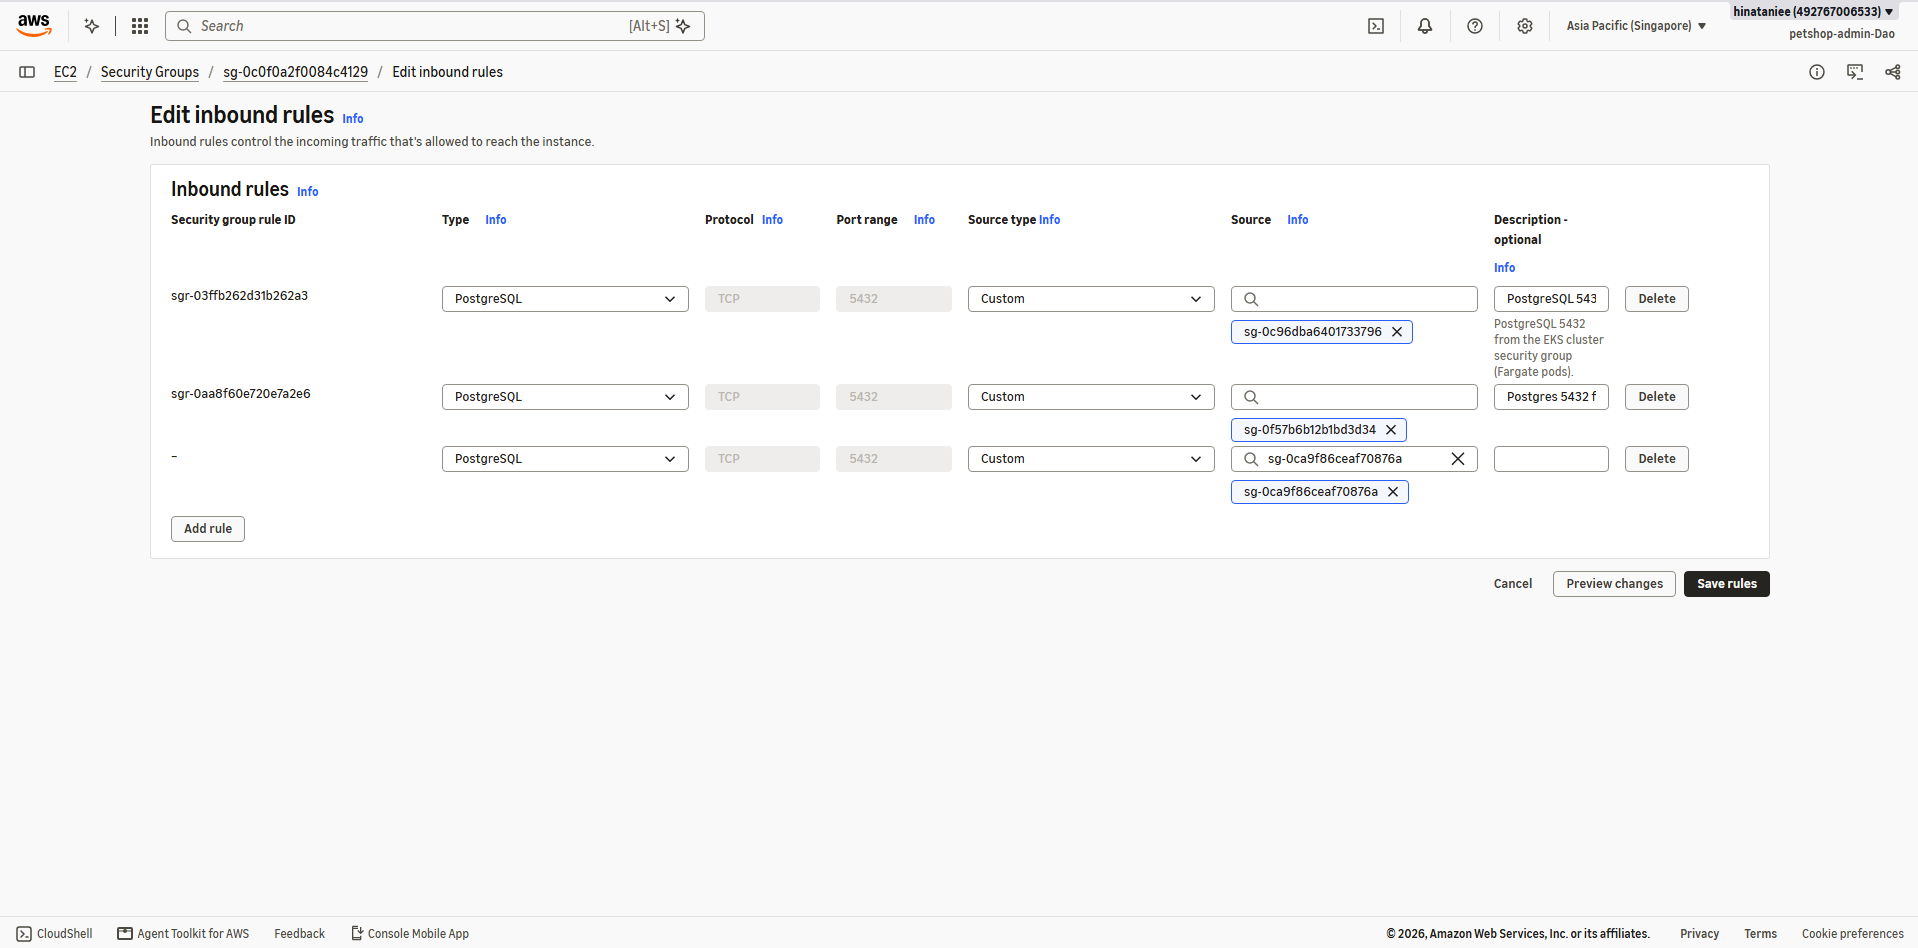 aws
Search
[Alt+S]
Asia Pacific (Singapore)
hinataniee (492767006533)
petshop-admin-Dao
EC2 / Security Groups / sg-0c0f0a2f0084c4129 / Edit inbound rules
Edit inbound rules Info
Inbound rules control the incoming traffic that's allowed to reach the instance.
Inbound rules Info
Security group rule ID Type Info Protocol Info Port range Info Source type Info Source Info Description - optional Info
sgr-03ffb262d31b262a3 PostgreSQL TCP 5432 Custom PostgreSQL 543 Delete
sg-0c96dba6401733796
PostgreSQL 5432
from the EKS cluster
security group
(Fargate pods).
sgr-0aa8f60e720e7a2e6 PostgreSQL TCP 5432 Custom Postgres 5432 f Delete
sg-0f57b6b12b1bd3d34
– PostgreSQL TCP 5432 Custom sg-0ca9f86ceaf70876a Delete
sg-0ca9f86ceaf70876a
Add rule
Cancel Preview changes Save rules
CloudShell Agent Toolkit for AWS Feedback Console Mobile App © 2026, Amazon Web Services, Inc. or its affiliates. Privacy Terms Cookie preferences